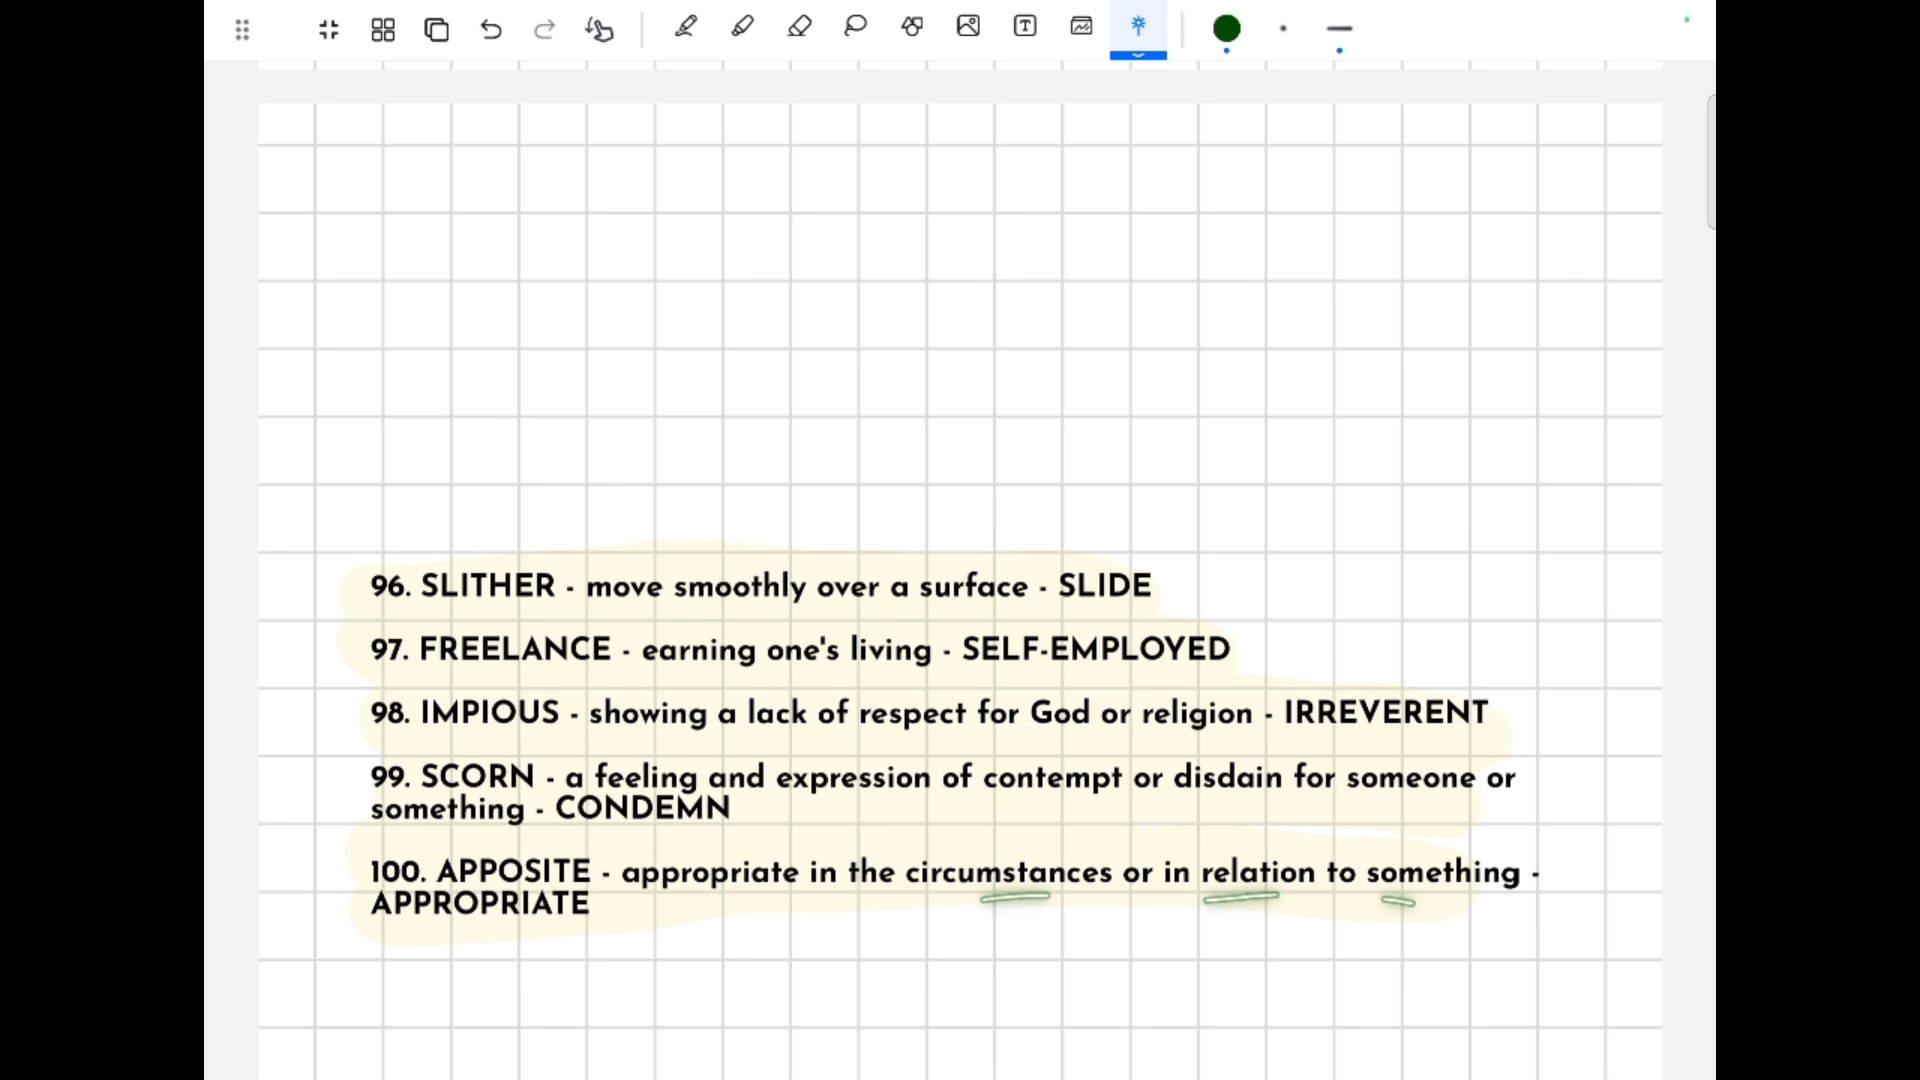 96. SLITHER - move smoothly over a surface - SLIDE
97. FREELANCE - earning one's living - SELF-EMPLOYED
98. IMPIOUS - showing a lack of respect for God or religion - IRREVERENT
99. SCORN - a feeling and expression of contempt or disdain for someone or
something - CONDEMN
100. APPOSITE - appropriate in the circumstances or in relation to something -
APPROPRIATE